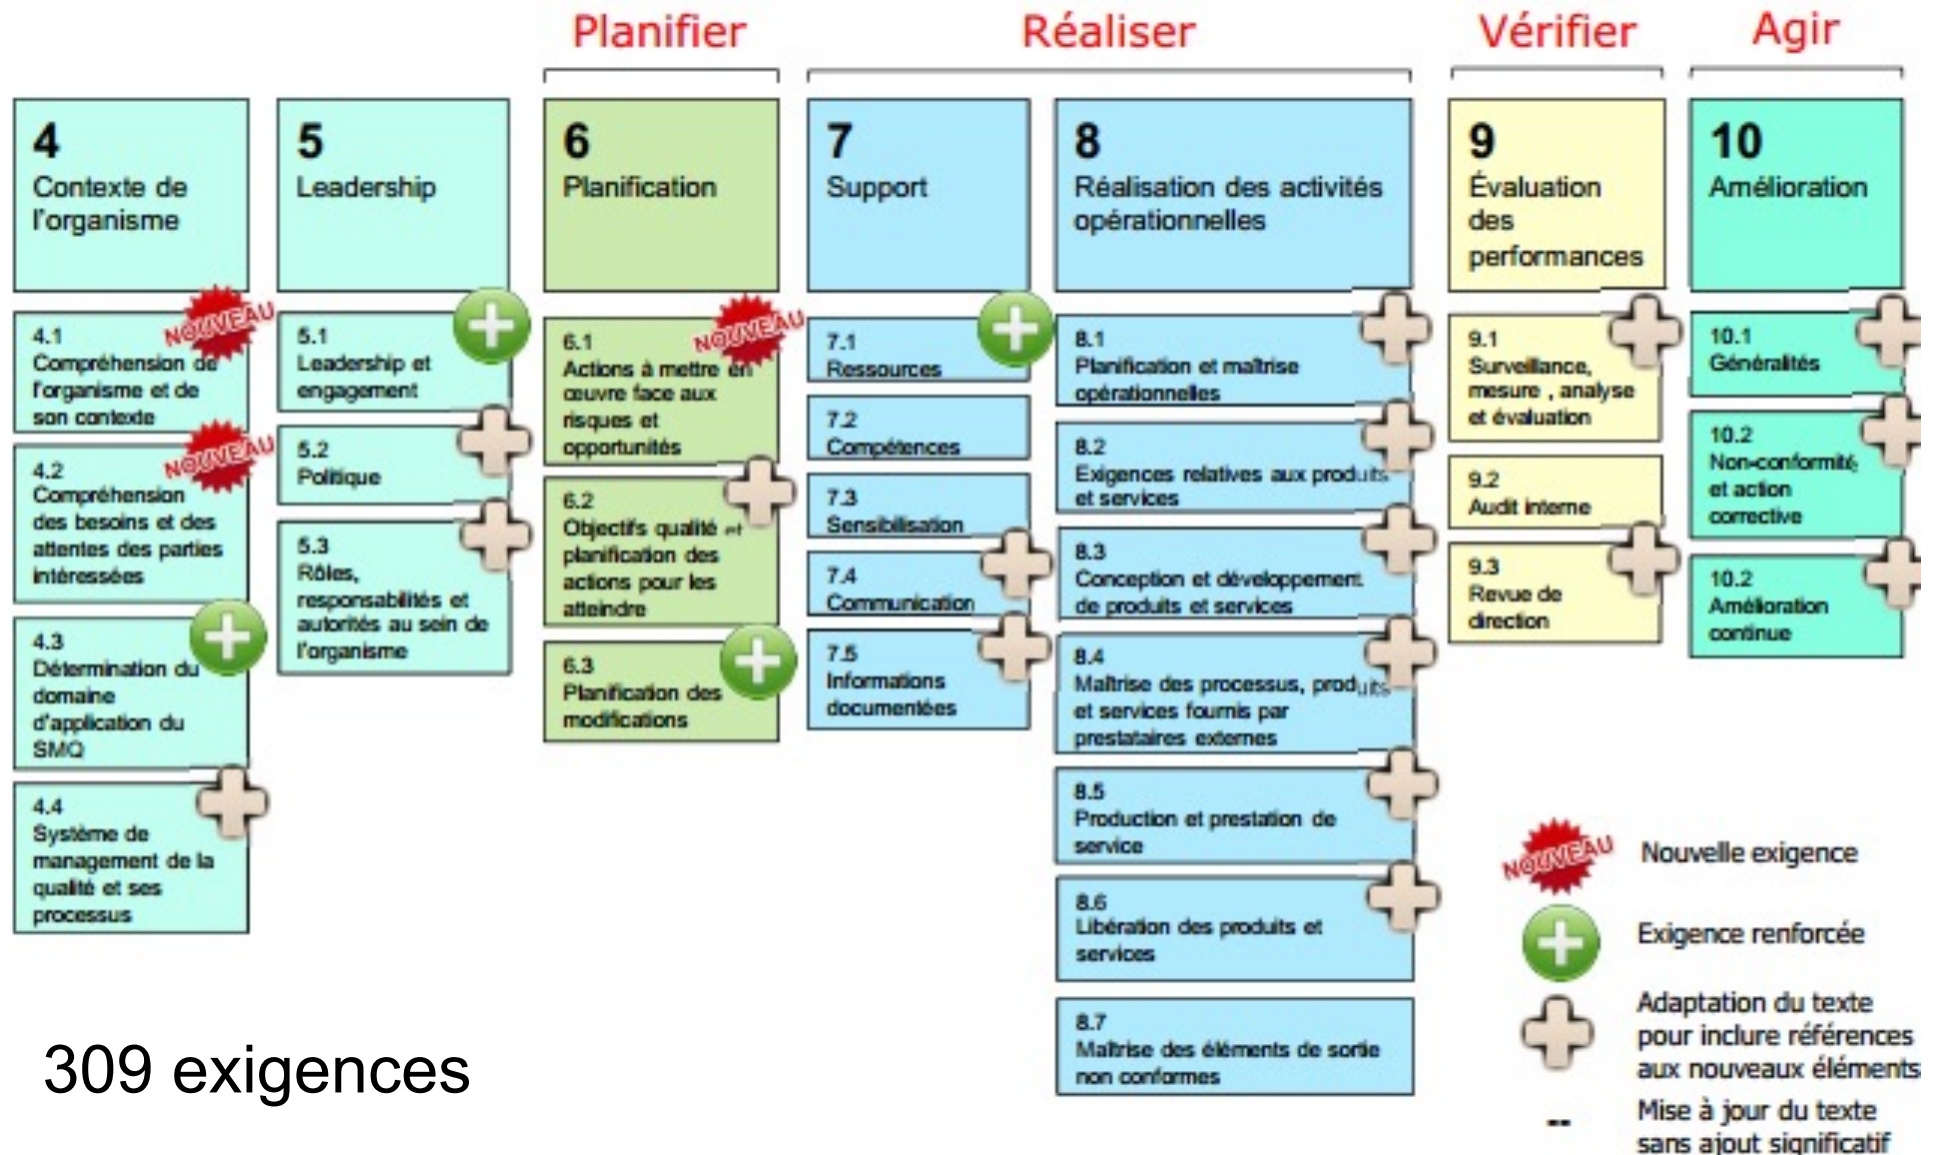 Planifier
Réaliser
Vérifier
Agir
4
Contexte de
l'organisme
NOUVEAU
4.1
Compréhension de
l'organisme et de
son contexte
NOUVEAU
4.2
Compréhension
des besoins et des
attentes des parties
intéressées
4.3
Détermination du
domaine
d'application du
SMQ
4.4
Système de
management de la
qualité et ses
processus
5
Leadership
5.1
Leadership et
engagement
5.2
Politique
5.3
Rôles,
responsabilités et
autorités au sein de
l'organisme
6
Planification
NOUVEAU
6.1
Actions à mettre en
œuvre face aux
risques et
opportunités
6.2
Objectifs qualité et
planification des
actions pour les
atteindre
6.3
Planification des
modifications
7
Support
7.1
Ressources
7.2
Compétences
7.3
Sensibilisation
7.4
Communication
7.5
Informations
documentées
8
Réalisation des activités
opérationnelles
8.1
Planification et maîtrise
opérationnelles
8.2
Exigences relatives aux produits
et services
8.3
Conception et développement
de produits et services
8.4
Maîtrise des processus, produits
et services fournis par
prestataires externes
8.5
Production et prestation de
service
8.6
Libération des produits et
services
8.7
Maîtrise des éléments de sortie
non conformes
9
Évaluation
des
performances
9.1
Surveillance,
mesure , analyse
et évaluation
9.2
Audit interne
9.3
Revue de
direction
10
Amélioration
10.1
Généralités
10.2
Non-conformité
et action
corrective
10.2
Amélioration
continue
NOUVEAU
Nouvelle exigence
Exigence renforcée
Adaptation du texte
pour inclure références
aux nouveaux éléments
--
Mise à jour du texte
sans ajout significatif
309 exigences